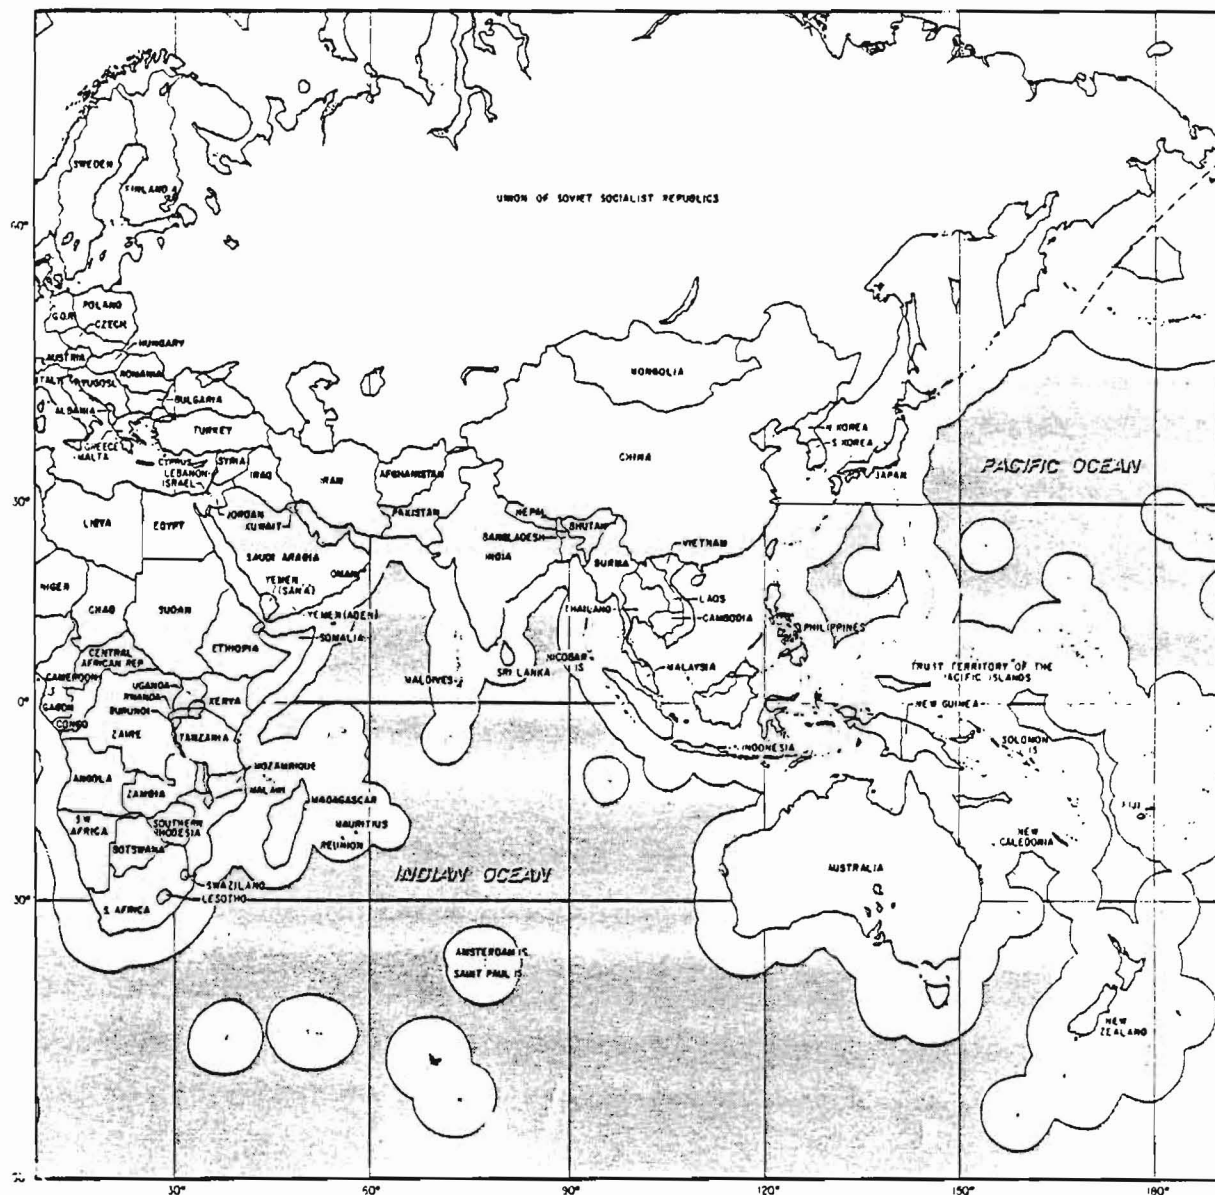 SWEDEN
FINLAND
UNION OF SOVIET SOCIALIST REPUBLICS
60°
POLAND
G.D.R.
CZECH
HUNGARY
AUSTRIA
ROMANIA
MONGOLIA
ITALY
YUGOSL
BULGARIA
ALBANIA
N. KOREA
TURKEY
S. KOREA
GREECE
MALTA
CYPRUS
SYRIA
CHINA
LEBANON
ISRAEL
IRAQ
IRAN
AFGHANISTAN
JAPAN
PACIFIC OCEAN
30°
LIBYA
EGYPT
JORDAN
KUWAIT
PAKISTAN
NEPAL
BHUTAN
BANGLADESH
INDIA
VIETNAM
SAUDI ARABIA
BURMA
OMAN
NIGER
YEMEN
(SAN'A)
CHAD
SUDAN
LAOS
THAILAND
YEMEN (ADEN)
CAMBODIA
PHILIPPINES
SOMALIA
ETHIOPIA
CENTRAL
AFRICAN REP.
NICOBAR
IS
MALAYSIA
SRI LANKA
TRUST TERRITORY OF THE
PACIFIC ISLANDS
CAMEROON
MALDIVES
UGANDA
RWANDA
KENYA
0°
GABON
BURUNDI
NEW GUINEA
CONGO
ZAIRE
TANZANIA
SOLOMON
IS
INDONESIA
MOZAMBIQUE
ANGOLA
ZAMBIA
MALAWI
MADAGASCAR
FIJI
S.W.
AFRICA
SOUTHERN
RHODESIA
MAURITIUS
REUNION
NEW
CALEDONIA
BOTSWANA
AUSTRALIA
INDIAN OCEAN
SWAZILAND
LESOTHO
30°
S. AFRICA
AMSTERDAM IS.
SAINT PAUL IS.
NEW
ZEALAND
30° 60° 90° 120° 150° 180°